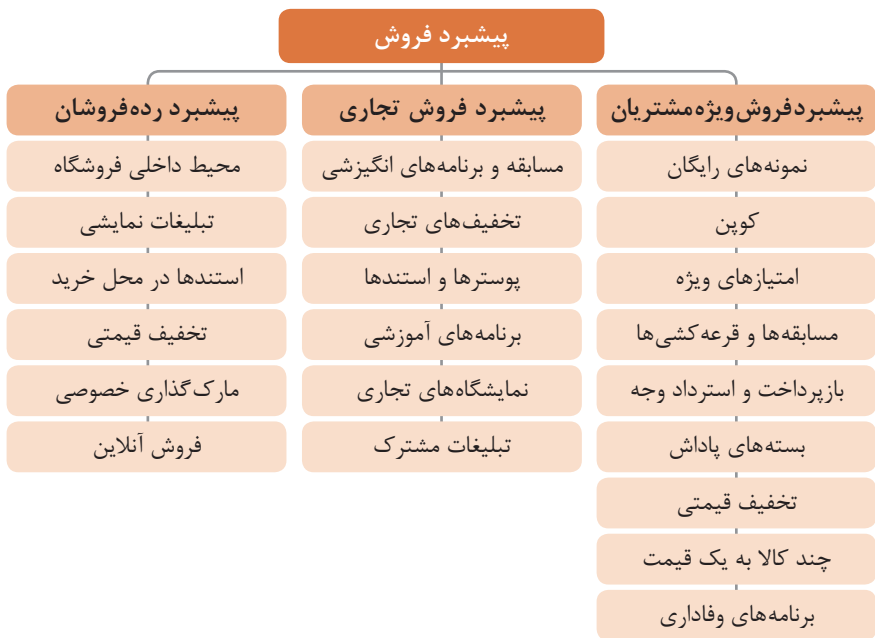 پیشبرد فروش
پیشبردفروش‌ویژه‌مشتریان
نمونه‌های رایگان
کوپن
امتیازهای ویژه
مسابقه‌ها و قرعه‌کشی‌ها
بازپرداخت و استرداد وجه
بسته‌های پاداش
تخفیف قیمتی
چند کالا به یک قیمت
برنامه‌های وفاداری
پیشبرد فروش تجاری
مسابقه و برنامه‌های انگیزشی
تخفیف‌های تجاری
پوسترها و استندها
برنامه‌های آموزشی
نمایشگاه‌های تجاری
تبلیغات مشترک
پیشبرد رده‌فروشان
محیط داخلی فروشگاه
تبلیغات نمایشی
استندها در محل خرید
تخفیف قیمتی
مارک‌گذاری خصوصی
فروش آنلاین